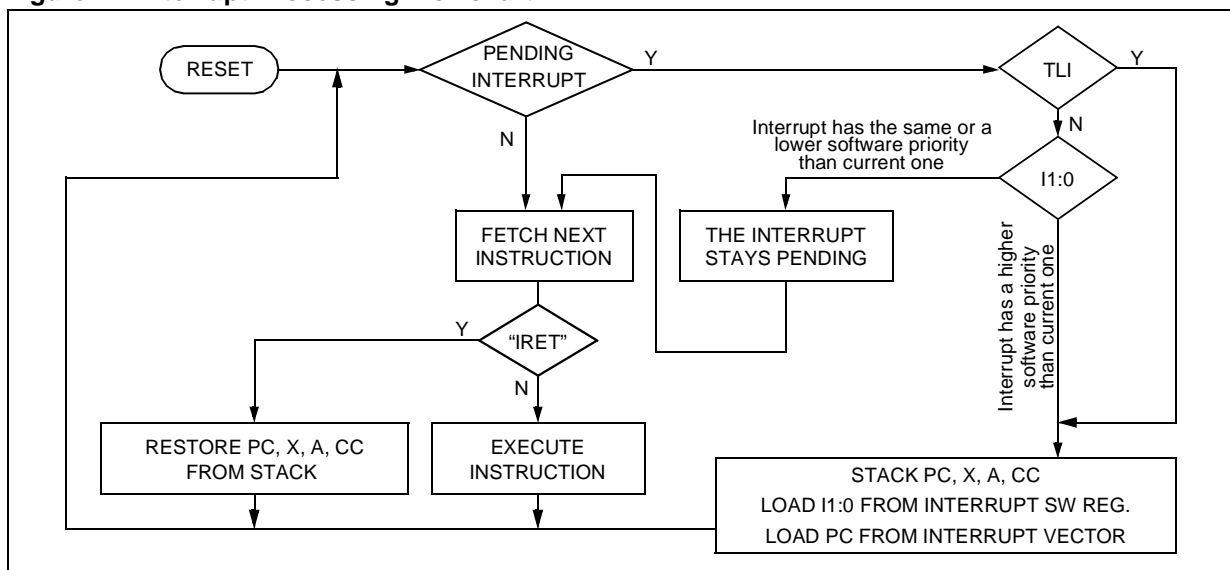 RESET
PENDING
INTERRUPT
Y
TLI
Y
N
N
Interrupt has the same or a
lower software priority
than current one
I1:0
FETCH NEXT
INSTRUCTION
THE INTERRUPT
STAYS PENDING
Interrupt has a higher
software priority
than current one
Y
“IRET”
N
RESTORE PC, X, A, CC
FROM STACK
EXECUTE
INSTRUCTION
STACK PC, X, A, CC
LOAD I1:0 FROM INTERRUPT SW REG.
LOAD PC FROM INTERRUPT VECTOR